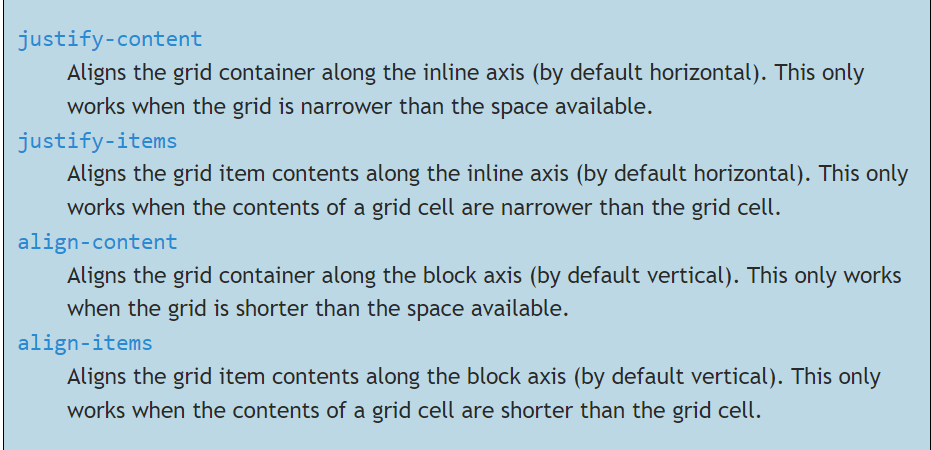 justify-content
Aligns the grid container along the inline axis (by default horizontal). This only
works when the grid is narrower than the space available.
justify-items
Aligns the grid item contents along the inline axis (by default horizontal). This only
works when the contents of a grid cell are narrower than the grid cell.
align-content
Aligns the grid container along the block axis (by default vertical). This only works
when the grid is shorter than the space available.
align-items
Aligns the grid item contents along the block axis (by default vertical). This only
works when the contents of a grid cell are shorter than the grid cell.